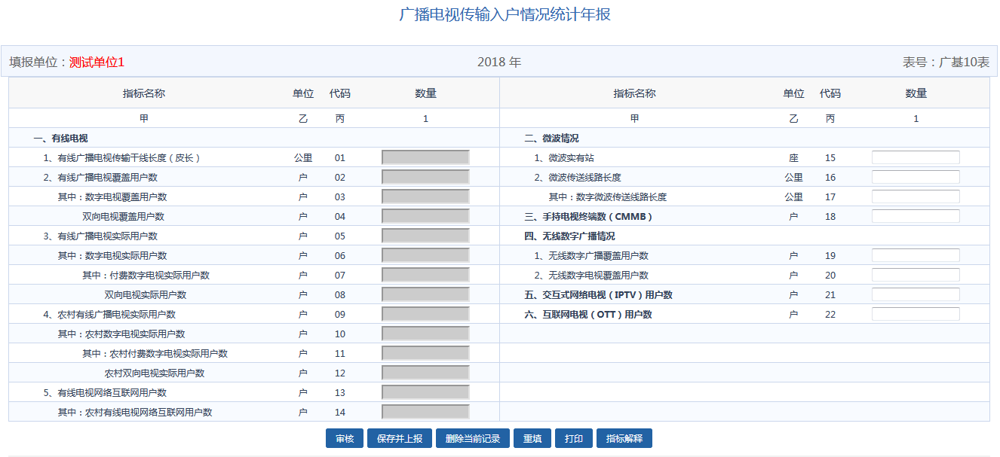 广播电视传输入户情况统计年报
填报单位：测试单位1 2018 年 表号：广基10表
指标名称 单位 代码 数量 指标名称 单位 代码 数量
甲 乙 丙 1 甲 乙 丙 1
一、有线电视 二、微波情况
1、有线广播电视传输干线长度（皮长） 公里 01 1、微波实有站 座 15
2、有线广播电视覆盖用户数 户 02 2、微波传送线路长度 公里 16
其中：数字电视覆盖用户数 户 03 其中：数字微波传送线路长度 公里 17
双向电视覆盖用户数 户 04 三、手持电视终端数（CMMB） 户 18
3、有线广播电视实际用户数 户 05 四、无线数字广播情况
其中：数字电视实际用户数 户 06 1、无线数字广播覆盖用户数 户 19
其中：付费数字电视实际用户数 户 07 2、无线数字电视覆盖用户数 户 20
双向电视实际用户数 户 08 五、交互式网络电视（IPTV）用户数 户 21
4、农村有线广播电视实际用户数 户 09 六、互联网电视（OTT）用户数 户 22
其中：农村数字电视实际用户数 户 10
其中：农村付费数字电视实际用户数 户 11
农村双向电视实际用户数 户 12
5、有线电视网络互联网用户数 户 13
其中：农村有线电视网络互联网用户数 户 14
审核 保存并上报 删除当前记录 重填 打印 指标解释